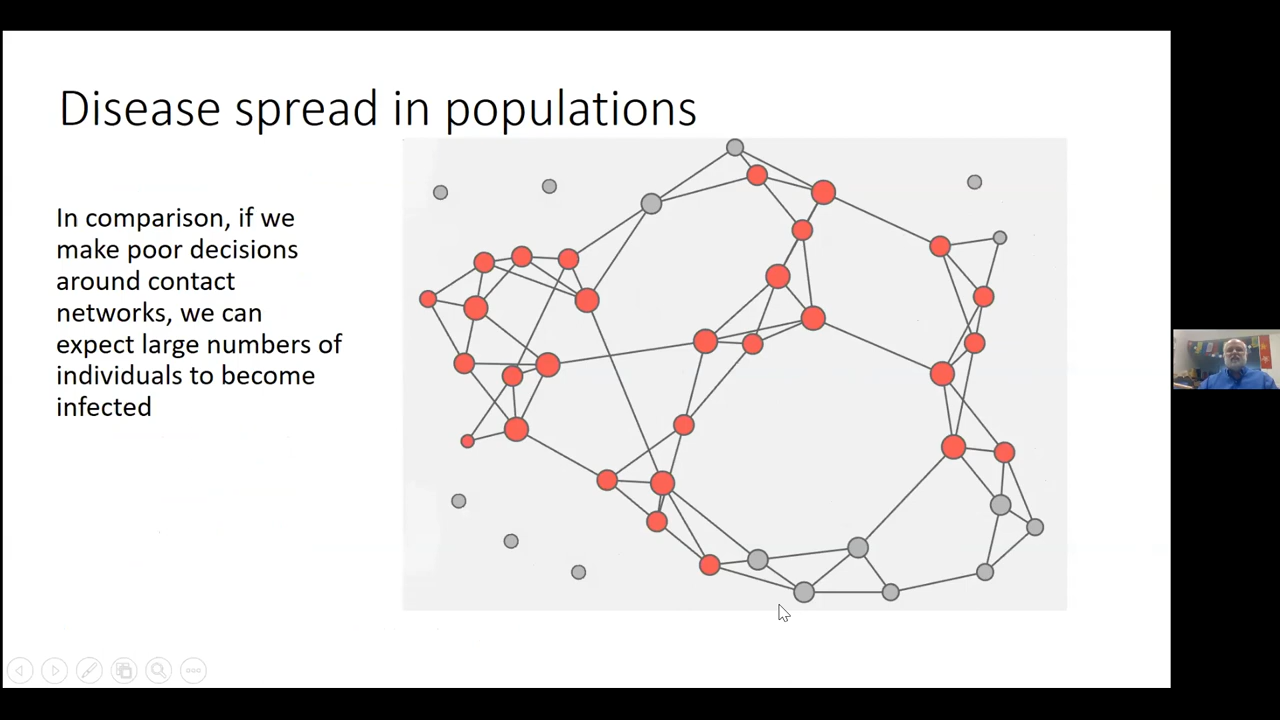 Disease spread in populations
In comparison, if we
make poor decisions
around contact
networks, we can
expect large numbers of
individuals to become
infected